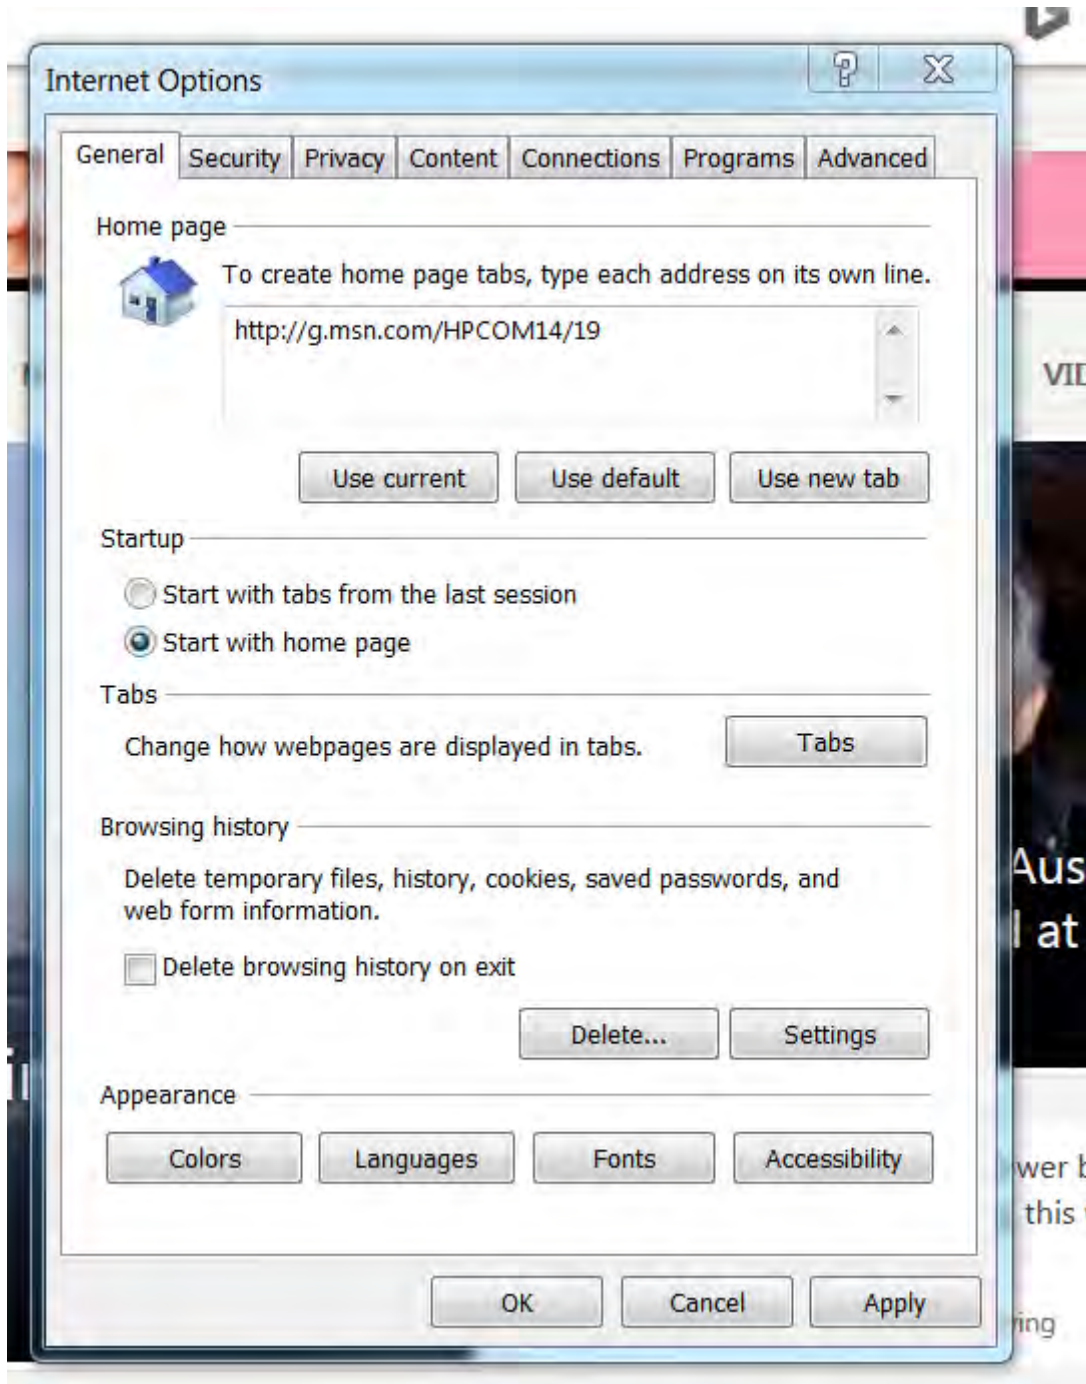 Internet Options
General Security Privacy Content Connections Programs Advanced
Home page
To create home page tabs, type each address on its own line.
http://g.msn.com/HPCOM14/19
VID
Use current Use default Use new tab
Startup
Start with tabs from the last session
Start with home page
Tabs
Change how webpages are displayed in tabs.
Tabs
Browsing history
Delete temporary files, history, cookies, saved passwords, and
web form information.
Aus
at
Delete browsing history on exit
Delete... Settings
Appearance
Colors Languages Fonts Accessibility
wer
this
OK Cancel Apply
ing